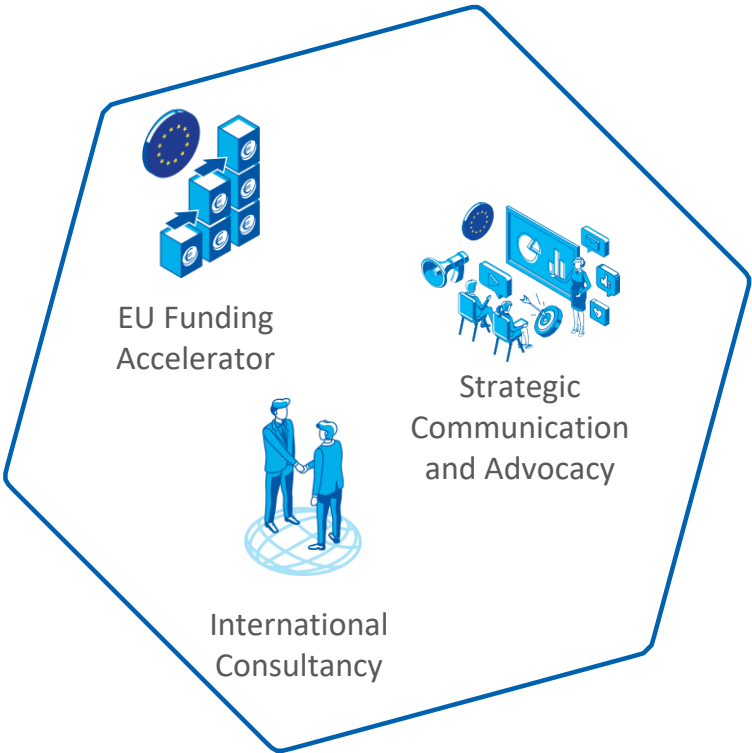 EU Funding
Accelerator
Strategic
Communication
and Advocacy
International
Consultancy